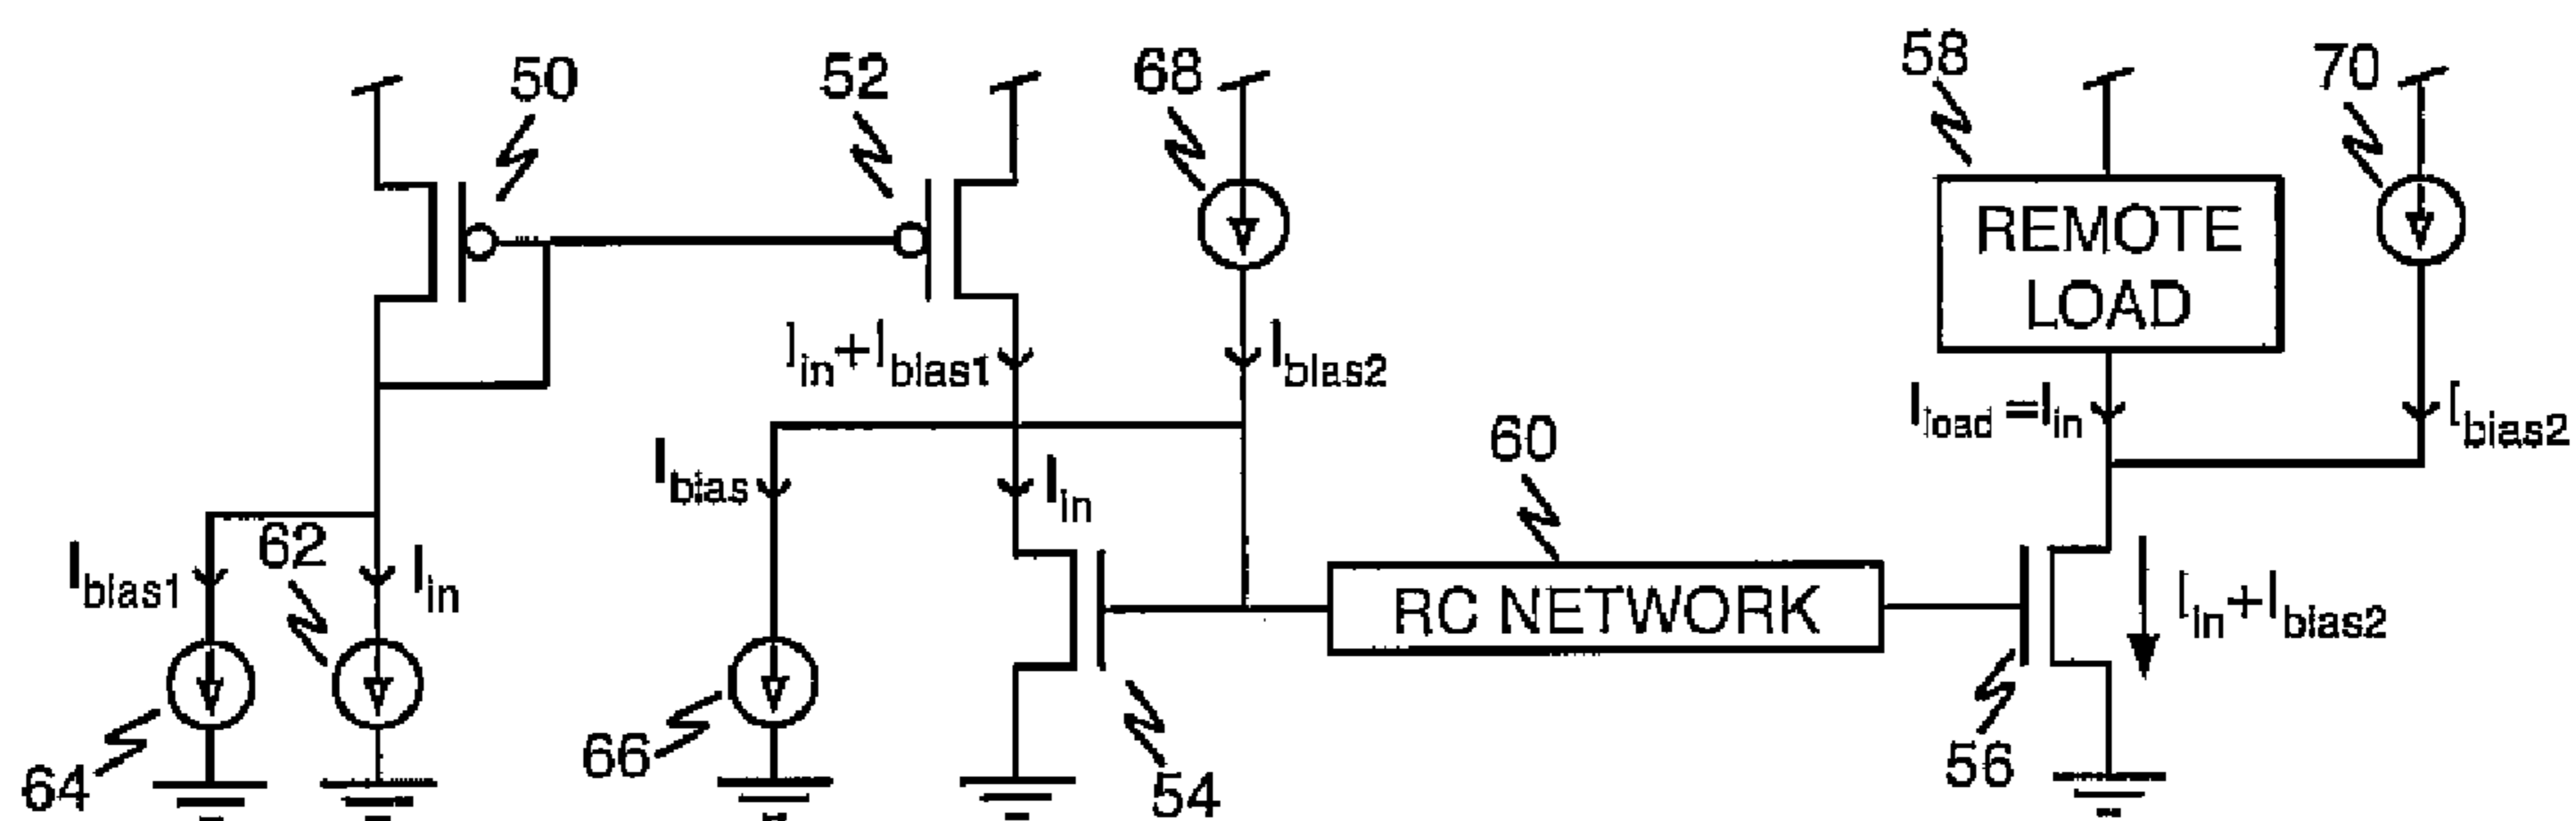 50
52
68
58
70
REMOTE
LOAD
Iin+Ibias1
Ibias2
Iload=Iin
Ibias2
60
Ibias
Iin
62
Ibias1
Iin
RC NETWORK
Iin+Ibias2
64
66
54
56